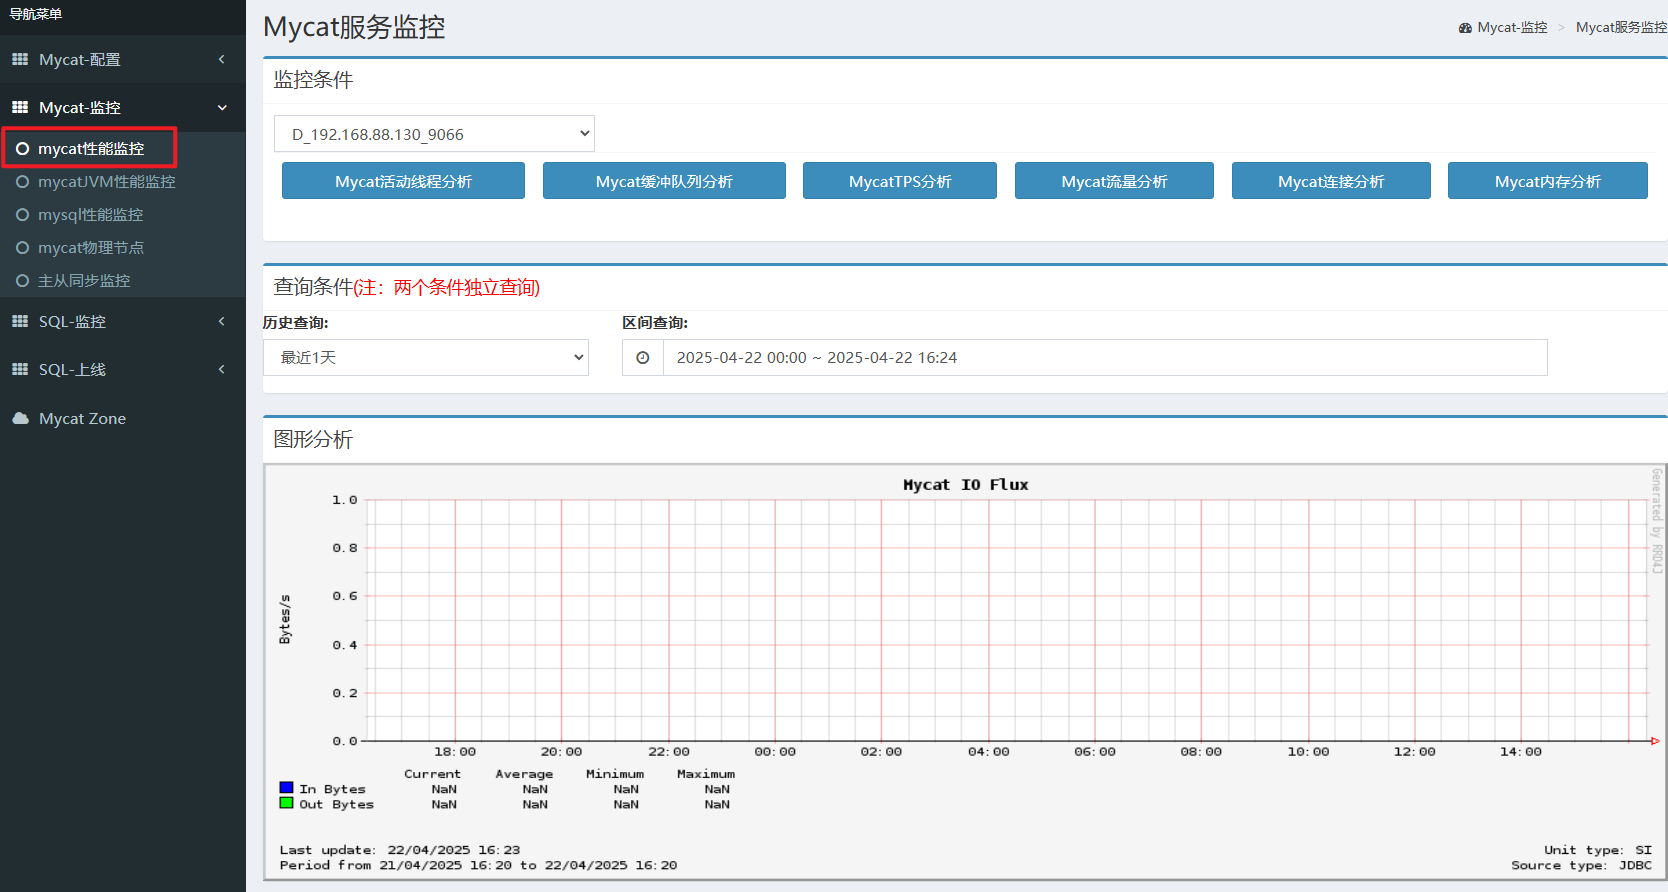 导航菜单
Mycat-配置
Mycat-监控
mycat性能监控
mycatJVM性能监控
mysql性能监控
mycat物理节点
主从同步监控
SQL-监控
SQL-上线
Mycat Zone
Mycat服务监控
Mycat-监控 > Mycat服务监控
监控条件
D_192.168.88.130_9066
Mycat活动线程分析 Mycat缓冲队列分析 MycatTPS分析 Mycat流量分析 Mycat连接分析 Mycat内存分析
查询条件(注：两个条件独立查询)
历史查询: 区间查询:
最近1天 2025-04-22 00:00 ~ 2025-04-22 16:24
图形分析
Mycat IO Flux
Generated by RRD4J
Bytes/s
1.0
0.8
0.6
0.4
0.2
0.0
18:00 20:00 22:00 00:00 02:00 04:00 06:00 08:00 10:00 12:00 14:00
Current Average Minimum Maximum
In Bytes NaN NaN NaN NaN
Out Bytes NaN NaN NaN NaN
Last update: 22/04/2025 16:23 Unit type: SI
Period from 21/04/2025 16:20 to 22/04/2025 16:20 Source type: JDBC